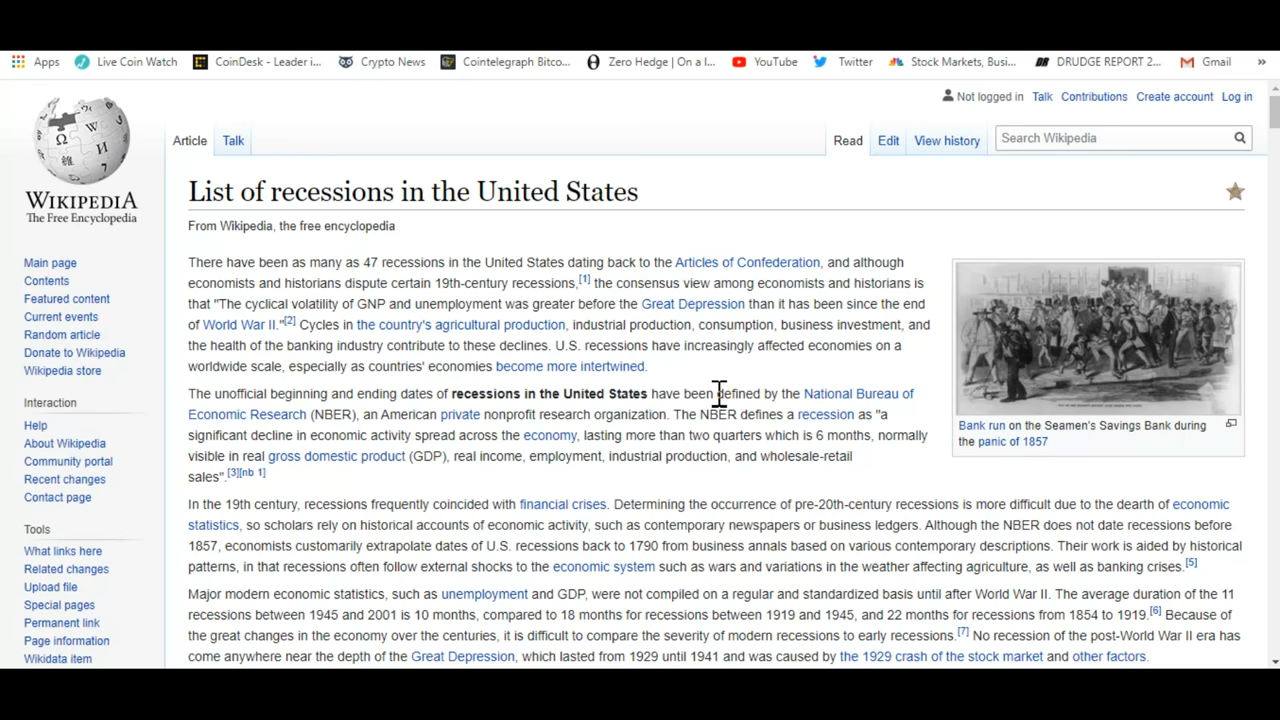 Apps Live Coin Watch CoinDesk - Leader i... Crypto News Cointelegraph Bitco... Zero Hedge | On a l... YouTube Twitter Stock Markets, Busi... DRUDGE REPORT 2... Gmail »
Not logged in Talk Contributions Create account Log in
Article Talk Read Edit View history Search Wikipedia
WIKIPEDIA
The Free Encyclopedia
Main page
Contents
Featured content
Current events
Random article
Donate to Wikipedia
Wikipedia store
Interaction
Help
About Wikipedia
Community portal
Recent changes
Contact page
Tools
What links here
Related changes
Upload file
Special pages
Permanent link
Page information
Wikidata item
List of recessions in the United States
From Wikipedia, the free encyclopedia
There have been as many as 47 recessions in the United States dating back to the Articles of Confederation, and although
economists and historians dispute certain 19th-century recessions,[1] the consensus view among economists and historians is
that "The cyclical volatility of GNP and unemployment was greater before the Great Depression than it has been since the end
of World War II."[2] Cycles in the country's agricultural production, industrial production, consumption, business investment, and
the health of the banking industry contribute to these declines. U.S. recessions have increasingly affected economies on a
worldwide scale, especially as countries' economies become more intertwined.
The unofficial beginning and ending dates of recessions in the United States have been defined by the National Bureau of
Economic Research (NBER), an American private nonprofit research organization. The NBER defines a recession as "a
significant decline in economic activity spread across the economy, lasting more than two quarters which is 6 months, normally
visible in real gross domestic product (GDP), real income, employment, industrial production, and wholesale-retail
sales".[3][nb 1]
Bank run on the Seamen's Savings Bank during
the panic of 1857
In the 19th century, recessions frequently coincided with financial crises. Determining the occurrence of pre-20th-century recessions is more difficult due to the dearth of economic
statistics, so scholars rely on historical accounts of economic activity, such as contemporary newspapers or business ledgers. Although the NBER does not date recessions before
1857, economists customarily extrapolate dates of U.S. recessions back to 1790 from business annals based on various contemporary descriptions. Their work is aided by historical
patterns, in that recessions often follow external shocks to the economic system such as wars and variations in the weather affecting agriculture, as well as banking crises.[5]
Major modern economic statistics, such as unemployment and GDP, were not compiled on a regular and standardized basis until after World War II. The average duration of the 11
recessions between 1945 and 2001 is 10 months, compared to 18 months for recessions between 1919 and 1945, and 22 months for recessions from 1854 to 1919.[6] Because of
the great changes in the economy over the centuries, it is difficult to compare the severity of modern recessions to early recessions.[7] No recession of the post-World War II era has
come anywhere near the depth of the Great Depression, which lasted from 1929 until 1941 and was caused by the 1929 crash of the stock market and other factors.